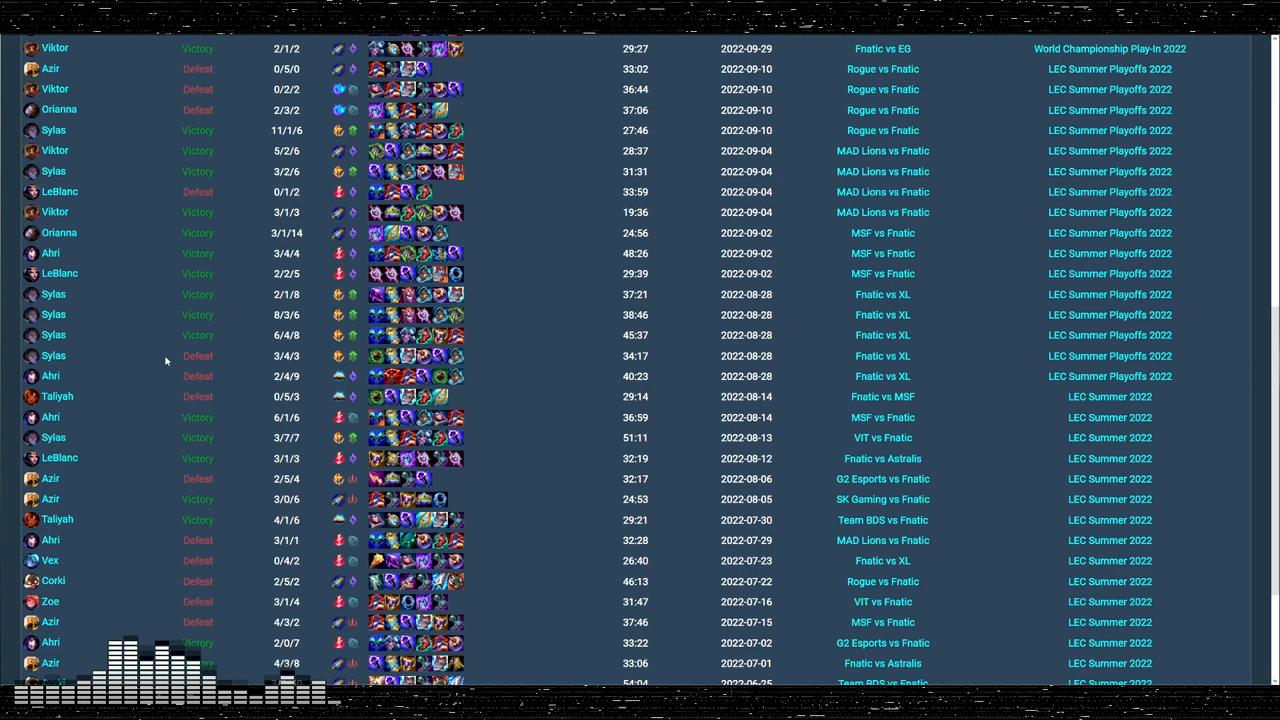 Viktor Victory 2/1/2 29:27 2022-09-29 Fnatic vs EG World Championship Play-In 2022
Azir Defeat 0/5/0 33:02 2022-09-10 Rogue vs Fnatic LEC Summer Playoffs 2022
Viktor Defeat 0/2/2 36:44 2022-09-10 Rogue vs Fnatic LEC Summer Playoffs 2022
Orianna Defeat 2/3/2 37:06 2022-09-10 Rogue vs Fnatic LEC Summer Playoffs 2022
Sylas Victory 11/1/6 27:46 2022-09-10 Rogue vs Fnatic LEC Summer Playoffs 2022
Viktor Victory 5/2/6 28:37 2022-09-04 MAD Lions vs Fnatic LEC Summer Playoffs 2022
Sylas Victory 3/2/6 31:31 2022-09-04 MAD Lions vs Fnatic LEC Summer Playoffs 2022
LeBlanc Defeat 0/1/2 33:59 2022-09-04 MAD Lions vs Fnatic LEC Summer Playoffs 2022
Viktor Victory 3/1/3 19:36 2022-09-04 MAD Lions vs Fnatic LEC Summer Playoffs 2022
Orianna Victory 3/1/14 24:56 2022-09-02 MSF vs Fnatic LEC Summer Playoffs 2022
Ahri Victory 3/4/4 48:26 2022-09-02 MSF vs Fnatic LEC Summer Playoffs 2022
LeBlanc Victory 2/2/5 29:39 2022-09-02 MSF vs Fnatic LEC Summer Playoffs 2022
Sylas Victory 2/1/8 37:21 2022-08-28 Fnatic vs XL LEC Summer Playoffs 2022
Sylas Victory 8/3/6 38:46 2022-08-28 Fnatic vs XL LEC Summer Playoffs 2022
Sylas Victory 6/4/8 45:37 2022-08-28 Fnatic vs XL LEC Summer Playoffs 2022
Sylas Defeat 3/4/3 34:17 2022-08-28 Fnatic vs XL LEC Summer Playoffs 2022
Ahri Defeat 2/4/9 40:23 2022-08-28 Fnatic vs XL LEC Summer Playoffs 2022
Taliyah Defeat 0/5/3 29:14 2022-08-14 Fnatic vs MSF LEC Summer 2022
Ahri Victory 6/1/6 36:59 2022-08-14 MSF vs Fnatic LEC Summer 2022
Sylas Victory 3/7/7 51:11 2022-08-13 VIT vs Fnatic LEC Summer 2022
LeBlanc Victory 3/1/3 32:19 2022-08-12 Fnatic vs Astralis LEC Summer 2022
Azir Defeat 2/5/4 32:17 2022-08-06 G2 Esports vs Fnatic LEC Summer 2022
Azir Victory 3/0/6 24:53 2022-08-05 SK Gaming vs Fnatic LEC Summer 2022
Taliyah Victory 4/1/6 29:21 2022-07-30 Team BDS vs Fnatic LEC Summer 2022
Ahri Defeat 3/1/1 32:28 2022-07-29 MAD Lions vs Fnatic LEC Summer 2022
Vex Defeat 0/4/2 26:40 2022-07-23 Fnatic vs XL LEC Summer 2022
Corki Defeat 2/5/2 46:13 2022-07-22 Rogue vs Fnatic LEC Summer 2022
Zoe Defeat 3/1/4 31:47 2022-07-16 VIT vs Fnatic LEC Summer 2022
Azir Defeat 4/3/2 37:46 2022-07-15 MSF vs Fnatic LEC Summer 2022
Ahri Victory 2/0/7 33:22 2022-07-02 G2 Esports vs Fnatic LEC Summer 2022
Azir 33:06 2022-07-01 Fnatic vs Astralis LEC Summer 2022
54:04 2022-06-25 Team BDS vs Fnatic LEC Summer 2022